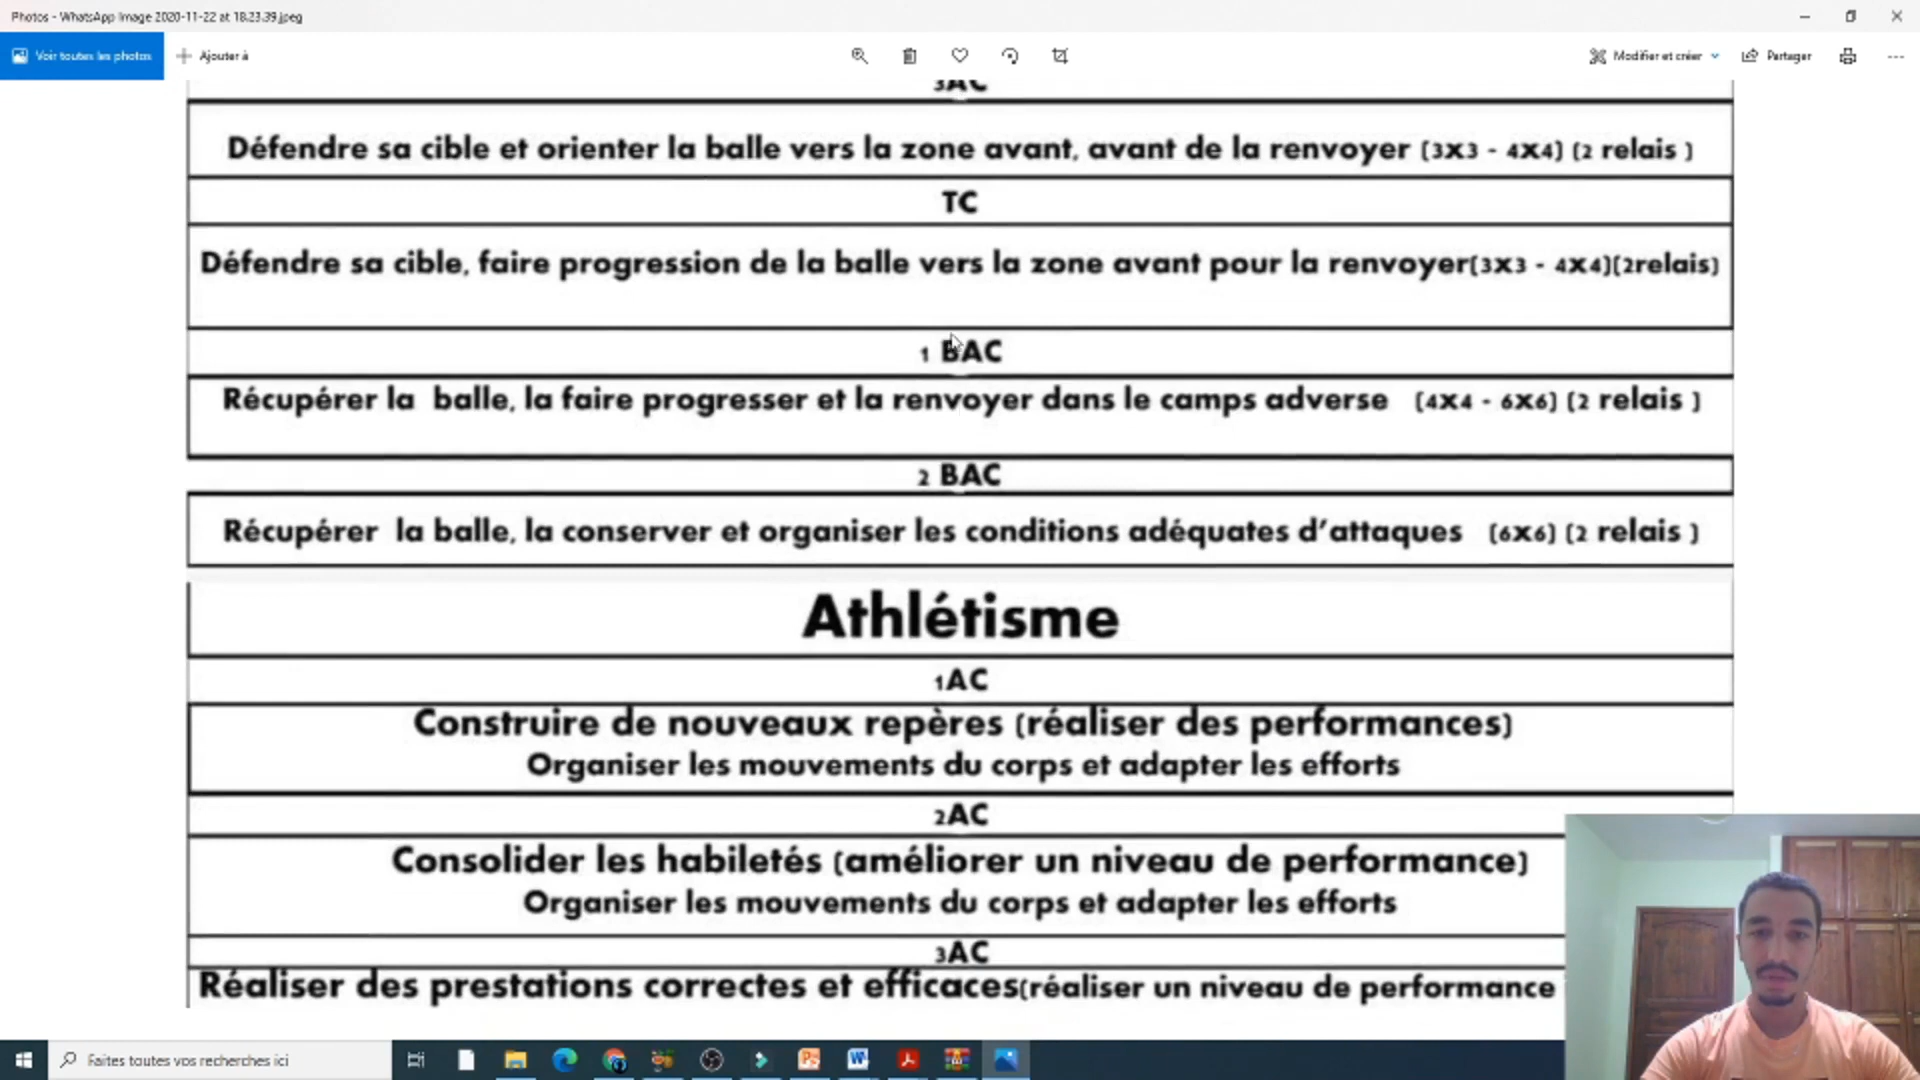 Photos - WhatsApp Image 2020-11-22 at 18.23.39.jpeg
Voir toutes les photos
Ajouter à
Modifier et créer
Partager
3AC
Défendre sa cible et orienter la balle vers la zone avant, avant de la renvoyer (3X3 - 4X4) (2 relais )
TC
Défendre sa cible, faire progression de la balle vers la zone avant pour la renvoyer(3X3 - 4X4)(2relais)
1 BAC
Récupérer la balle, la faire progresser et la renvoyer dans le camps adverse (4X4 - 6X6) (2 relais )
2 BAC
Récupérer la balle, la conserver et organiser les conditions adéquates d'attaques (6X6) (2 relais )
Athlétisme
1AC
Construire de nouveaux repères (réaliser des performances)
Organiser les mouvements du corps et adapter les efforts
2AC
Consolider les habiletés (améliorer un niveau de performance)
Organiser les mouvements du corps et adapter les efforts
3AC
Réaliser des prestations correctes et efficaces(réaliser un niveau de performance
Faites toutes vos recherches ici